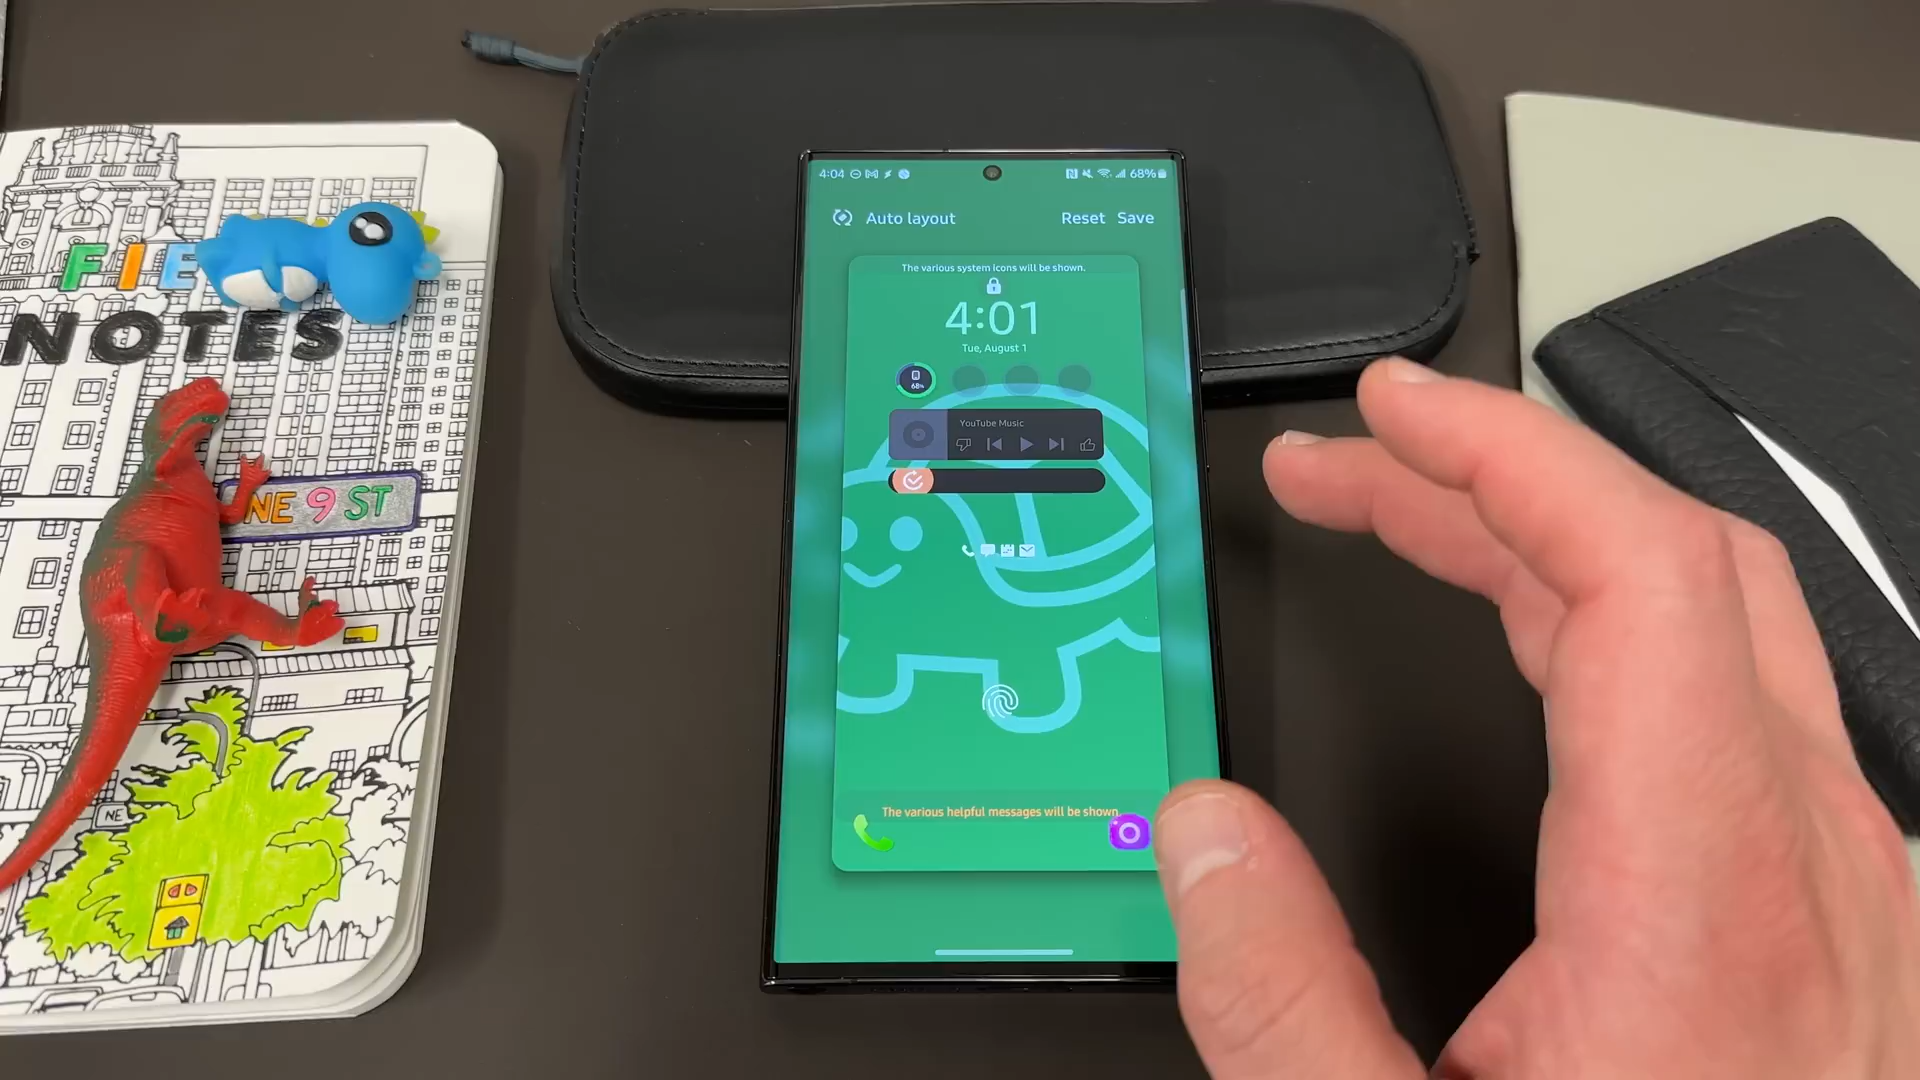 FIE
NOTES
NE 9 ST
NE
4:04
68%
Auto layout
Reset Save
The various system icons will be shown.
4:01
Tue, August 1
68%
YouTube Music
The various helpful messages will be shown.